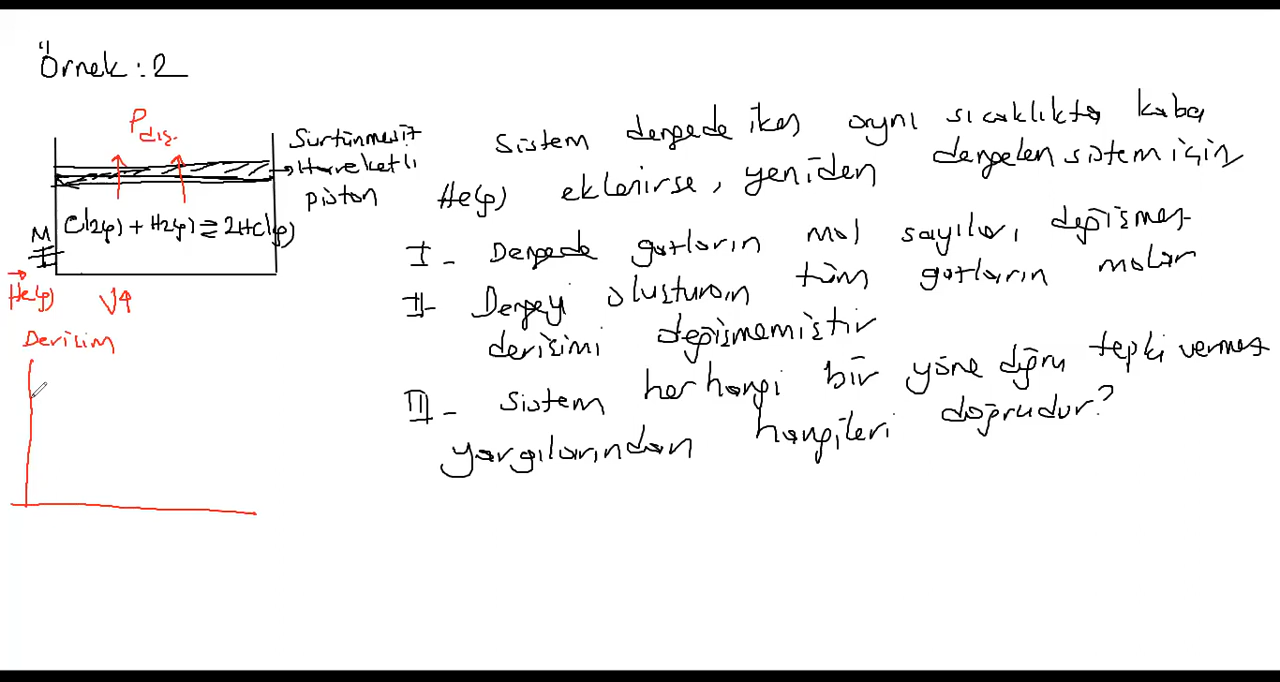 Örnek : 2
Pdış.
Sürtünmesiz
Hareketli
piston
Cl2(g) + H2(g) ⇌ 2HCl(g)
M
He(g)
V↑
Derişim
Sistem dengede iken aynı sıcaklıkta kaba
He(g) eklenirse, yeniden dengelen sistem için
I - Dengede gazların mol sayıları değişmez
II- Dengeyi oluşturan tüm gazların molar
derişimi değişmemiştir
III - Sistem herhangi bir yöne doğru tepki vermez
yargılarından hangileri doğrudur?